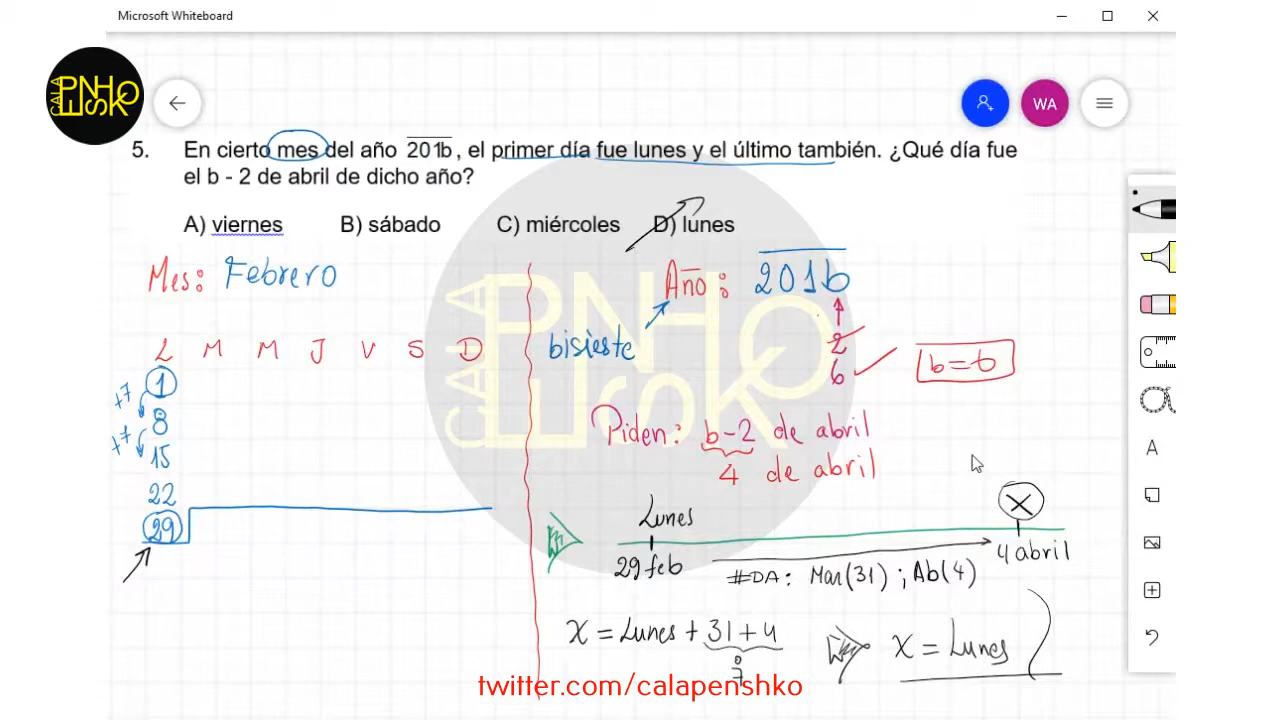 Microsoft Whiteboard
CALA
PNHO
ESK
WA
5. En cierto mes del año 201b, el primer día fue lunes y el último también. ¿Qué día fue
el b - 2 de abril de dicho año?
A) viernes B) sábado C) miércoles D) lunes
Mes: Febrero
Año: 201b
bisieste
2
6
b=6
L M M J V S D
1
+7
8
+7
15
22
29
Piden: b-2 de abril
4 de abril
Lunes
X
29 feb
4 abril
#DA: Mar(31) ; Ab(4)
X = Lunes + 31 + 4
7
X = Lunes
A
twitter.com/calapenshko